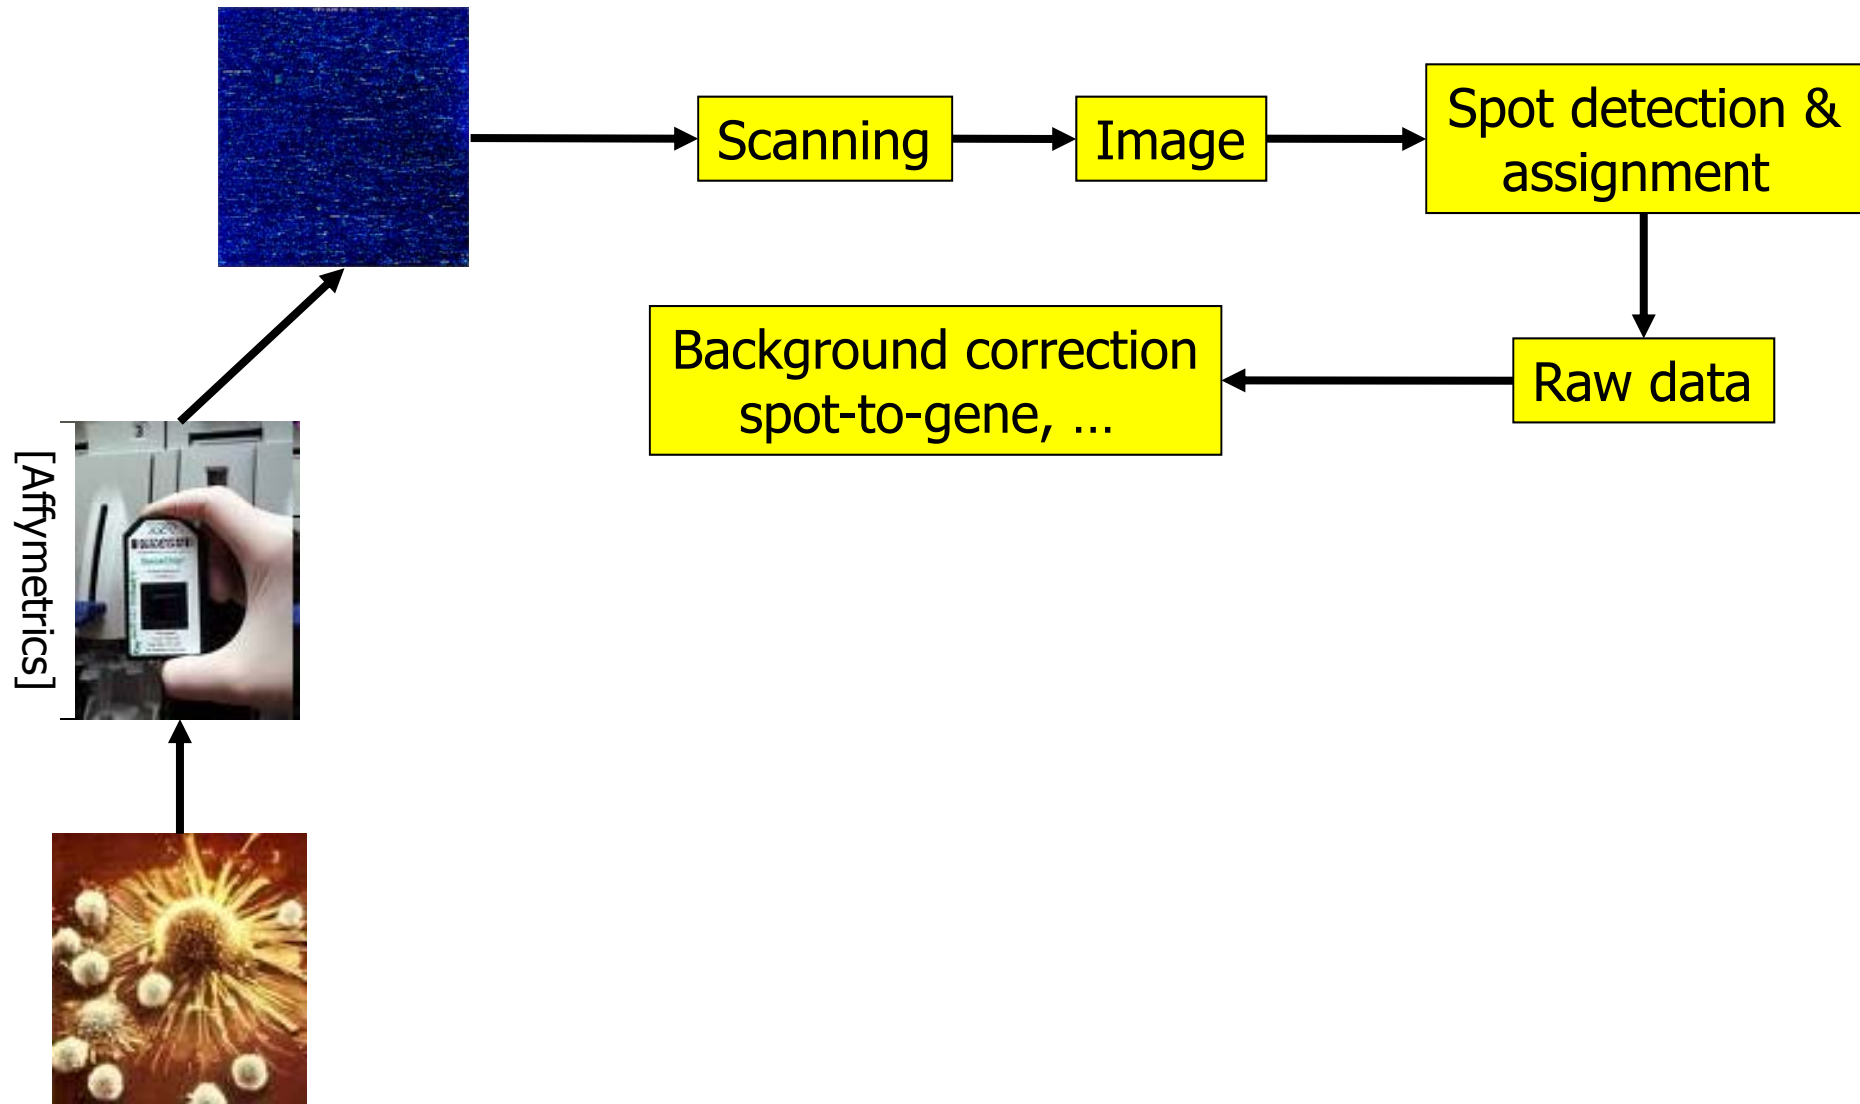 Scanning
Image
Spot detection &
assignment
Raw data
Background correction
spot-to-gene, …
[Affymetrics]